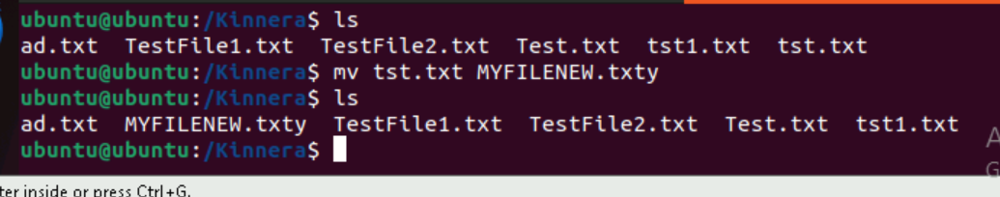 ubuntu@ubuntu:/Kinnera$ ls
ad.txt  TestFile1.txt  TestFile2.txt  Test.txt  tst1.txt  tst.txt
ubuntu@ubuntu:/Kinnera$ mv tst.txt MYFILENEW.txty
ubuntu@ubuntu:/Kinnera$ ls
ad.txt  MYFILENEW.txty  TestFile1.txt  TestFile2.txt  Test.txt  tst1.txt
ubuntu@ubuntu:/Kinnera$
inside or press Ctrl+G.